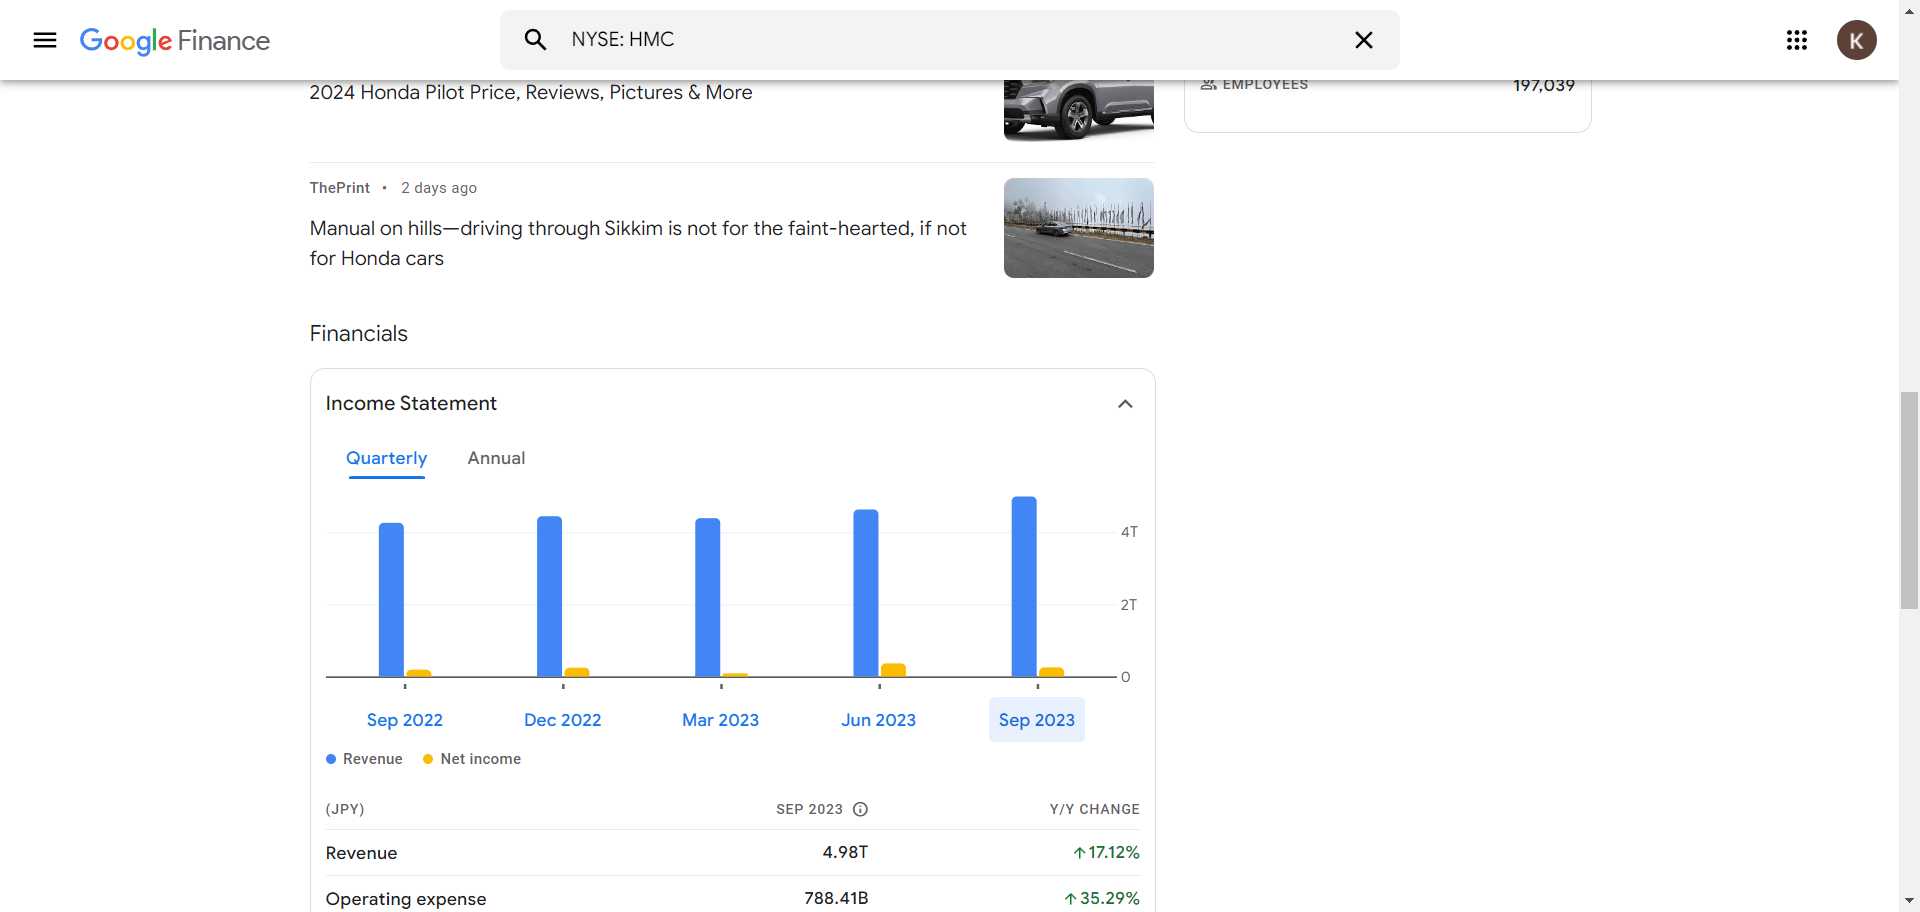 Google Finance
NYSE: HMC
K
2024 Honda Pilot Price, Reviews, Pictures & More
EMPLOYEES 197,039
ThePrint • 2 days ago
Manual on hills—driving through Sikkim is not for the faint-hearted, if not
for Honda cars
Financials
Income Statement
Quarterly Annual
4T
2T
0
Sep 2022 Dec 2022 Mar 2023 Jun 2023 Sep 2023
Revenue Net income
(JPY) SEP 2023 Y/Y CHANGE
Revenue 4.98T ↑17.12%
Operating expense 788.41B ↑35.29%